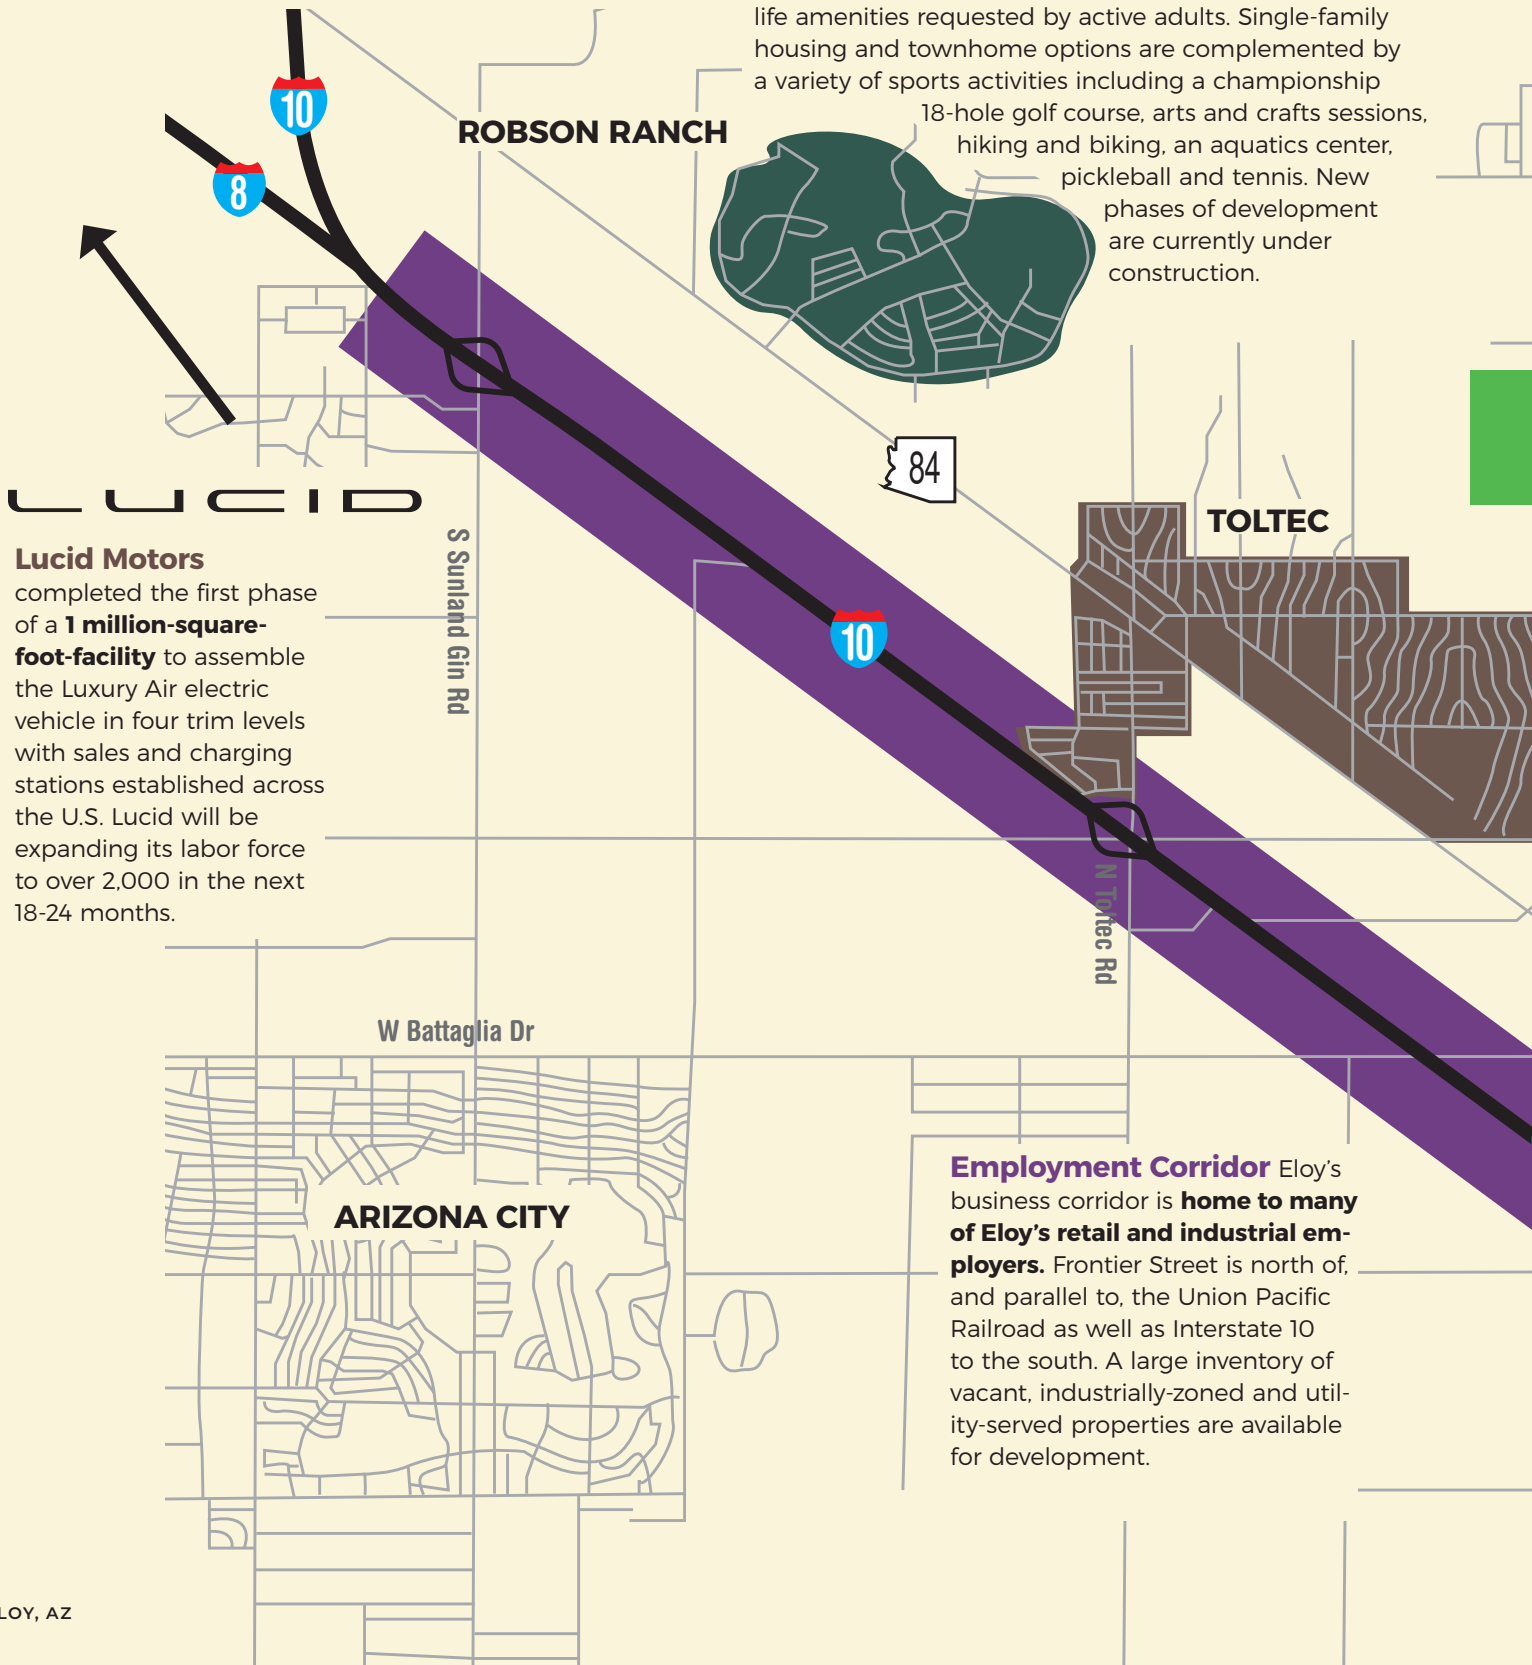 life amenities requested by active adults. Single-family
housing and townhome options are complemented by
a variety of sports activities including a championship
18-hole golf course, arts and crafts sessions,
hiking and biking, an aquatics center,
pickleball and tennis. New
phases of development
are currently under
construction.
10
8
ROBSON RANCH
84
TOLTEC
LUCID
Lucid Motors
completed the first phase
of a 1 million-square-
foot-facility to assemble
the Luxury Air electric
vehicle in four trim levels
with sales and charging
stations established across
the U.S. Lucid will be
expanding its labor force
to over 2,000 in the next
18-24 months.
S Sunland Gin Rd
10
N Toltec Rd
W Battaglia Dr
ARIZONA CITY
Employment Corridor Eloy’s
business corridor is home to many
of Eloy’s retail and industrial em-
ployers. Frontier Street is north of,
and parallel to, the Union Pacific
Railroad as well as Interstate 10
to the south. A large inventory of
vacant, industrially-zoned and util-
ity-served properties are available
for development.
LOY, AZ